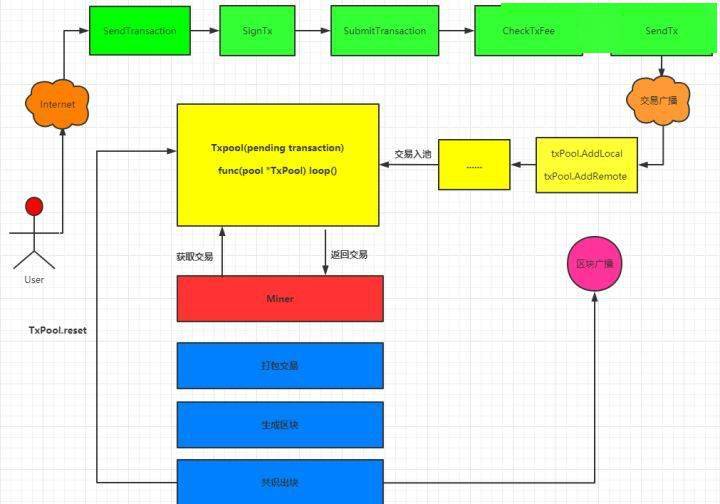 SendTransaction
SignTx
SubmitTransaction
CheckTxFee
SendTx
Internet
交易广播
Txpool(pending transaction)
func(pool *TxPool) loop()
交易入池
......
txPool.AddLocal
txPool.AddRemote
User
获取交易
返回交易
区块广播
Miner
TxPool.reset
打包交易
生成区块
共识出块